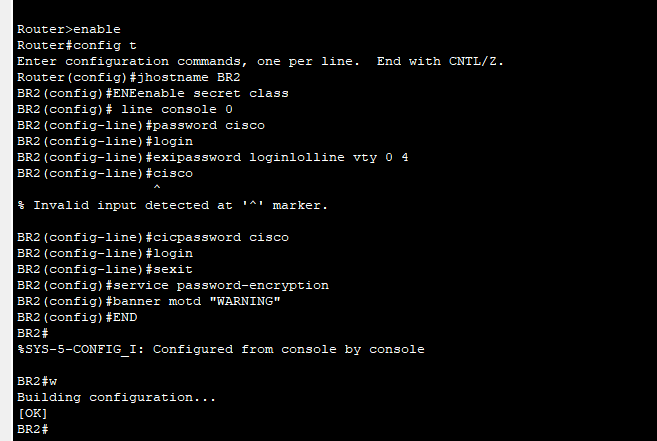 Router>enable
Router#config t
Enter configuration commands, one per line.  End with CNTL/Z.
Router(config)#jhostname BR2
BR2(config)#ENEenable secret class
BR2(config)# line console 0
BR2(config-line)#password cisco
BR2(config-line)#login
BR2(config-line)#exipassword loginlolline vty 0 4
BR2(config-line)#cisco
^
% Invalid input detected at '^' marker.
BR2(config-line)#cicpassword cisco
BR2(config-line)#login
BR2(config-line)#sexit
BR2(config)#service password-encryption
BR2(config)#banner motd "WARNING"
BR2(config)#END
BR2#
%SYS-5-CONFIG_I: Configured from console by console
BR2#w
Building configuration...
[OK]
BR2#